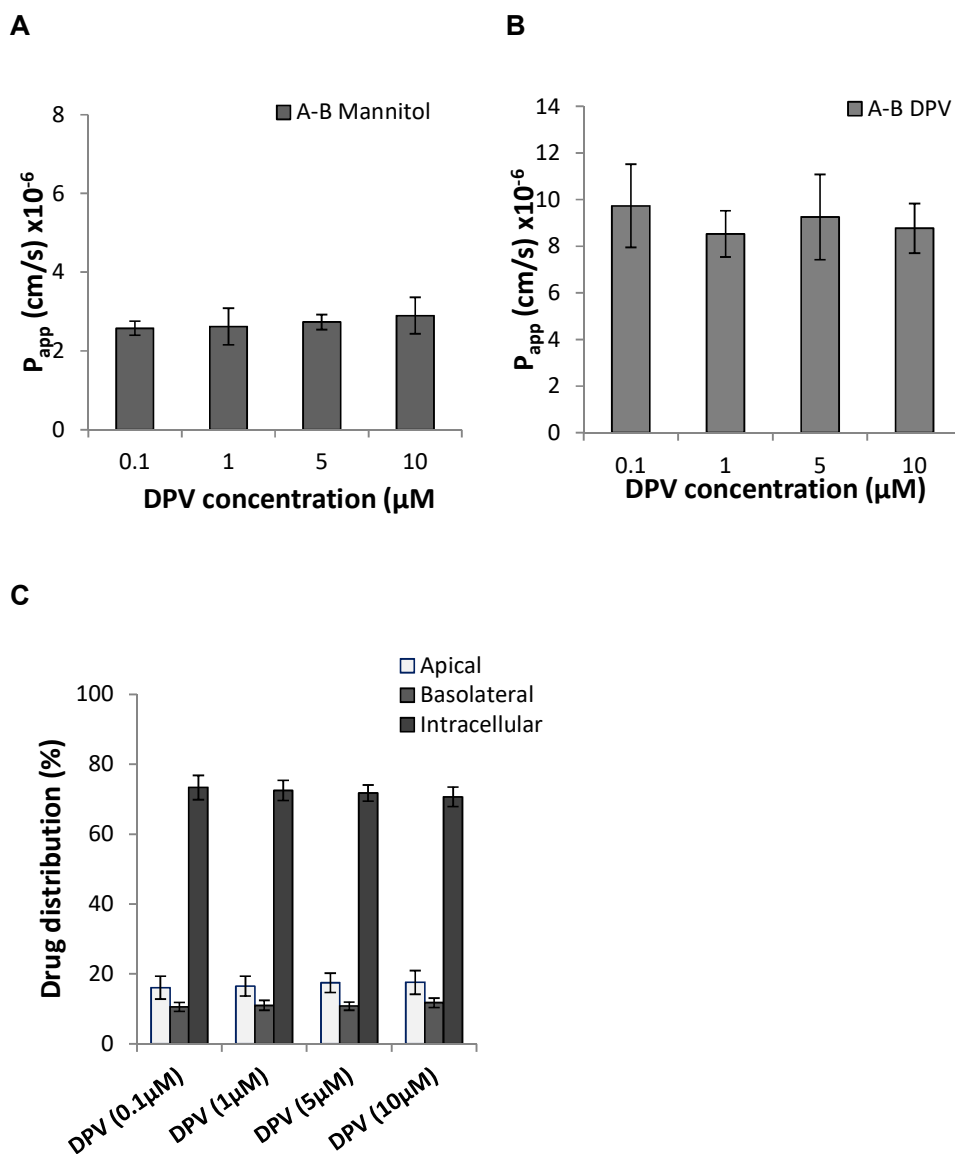 A
A-B Mannitol
8
6
4
2
0
P_app (cm/s) x10^-6
0.1 1 5 10
DPV concentration (µM
B
A-B DPV
14
12
10
8
6
4
2
0
P_app (cm/s) x10^-6
0.1 1 5 10
DPV concentration (µM)
C
Apical
Basolateral
Intracellular
100
80
60
40
20
0
Drug distribution (%)
DPV (0.1µM)
DPV (1µM)
DPV (5µM)
DPV (10µM)